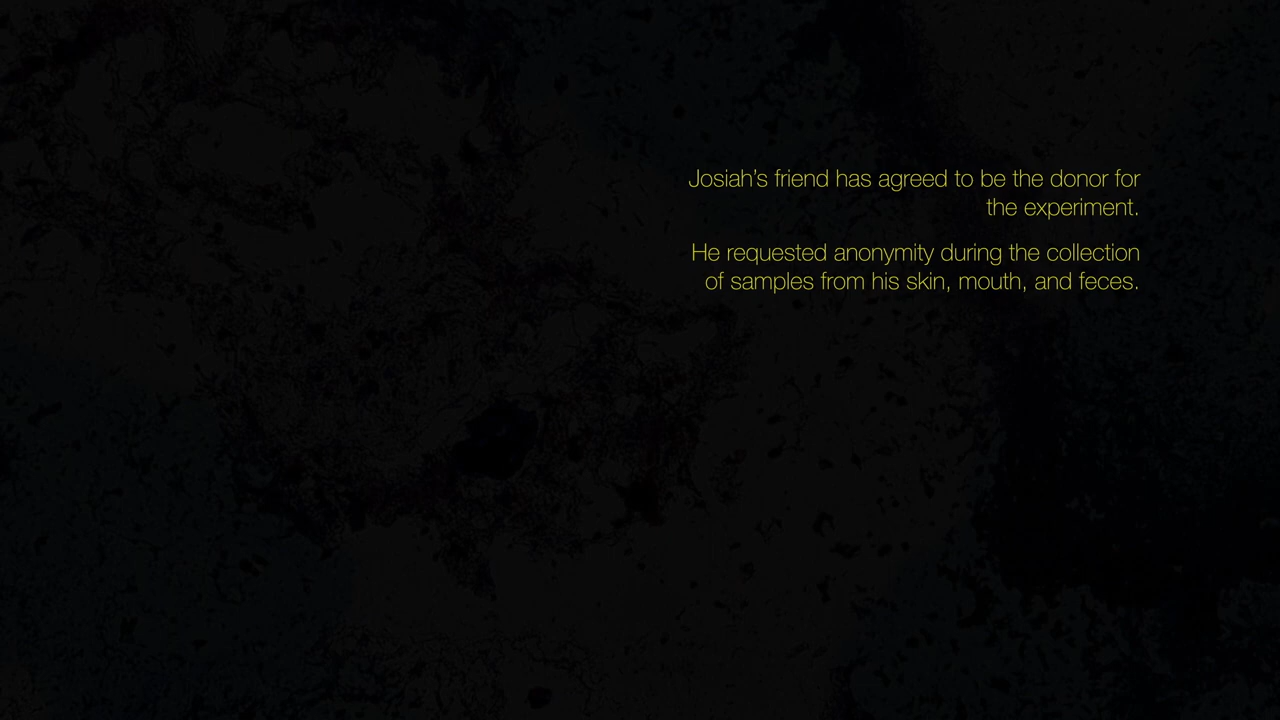 Josiah’s friend has agreed to be the donor for
the experiment.
He requested anonymity during the collection
of samples from his skin, mouth, and feces.